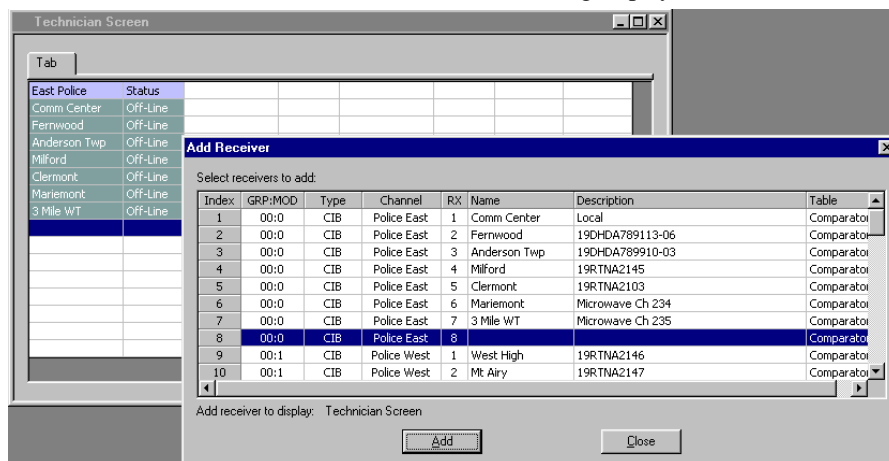 Technician Screen
Tab
East Police Status
Comm Center Off-Line
Fernwood Off-Line
Anderson Twp Off-Line
Milford Off-Line
Clermont Off-Line
Mariemont Off-Line
3 Mile WT Off-Line
Add Receiver
Select receivers to add:
Index GRP:MOD Type Channel RX Name Description Table
1 00:0 CIB Police East 1 Comm Center Local Comparator
2 00:0 CIB Police East 2 Fernwood 19DHDA789113-06 Comparator
3 00:0 CIB Police East 3 Anderson Twp 19DHDA789910-03 Comparator
4 00:0 CIB Police East 4 Milford 19RTNA2145 Comparator
5 00:0 CIB Police East 5 Clermont 19RTNA2103 Comparator
6 00:0 CIB Police East 6 Mariemont Microwave Ch 234 Comparator
7 00:0 CIB Police East 7 3 Mile WT Microwave Ch 235 Comparator
8 00:0 CIB Police East 8 Comparator
9 00:1 CIB Police West 1 West High 19RTNA2146 Comparator
10 00:1 CIB Police West 2 Mt Airy 19RTNA2147 Comparator
Add receiver to display: Technician Screen
Add Close